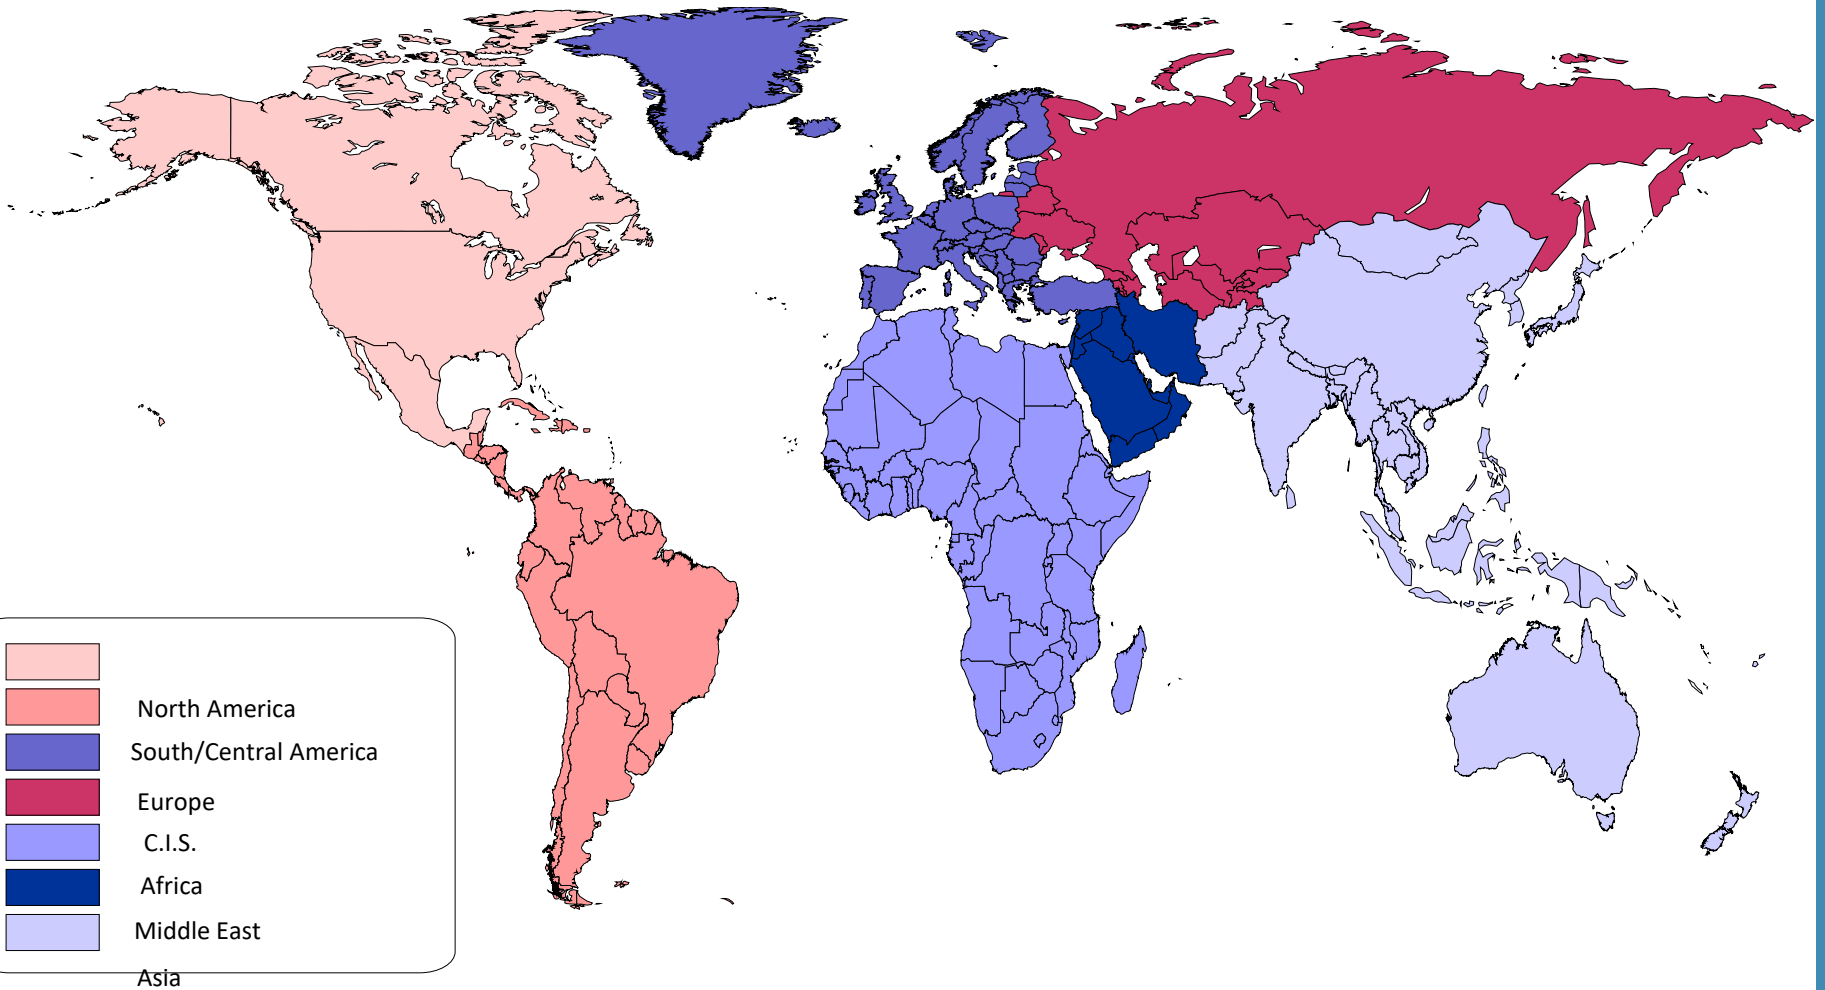 North America
South/Central America
Europe
C.I.S.
Africa
Middle East
Asia